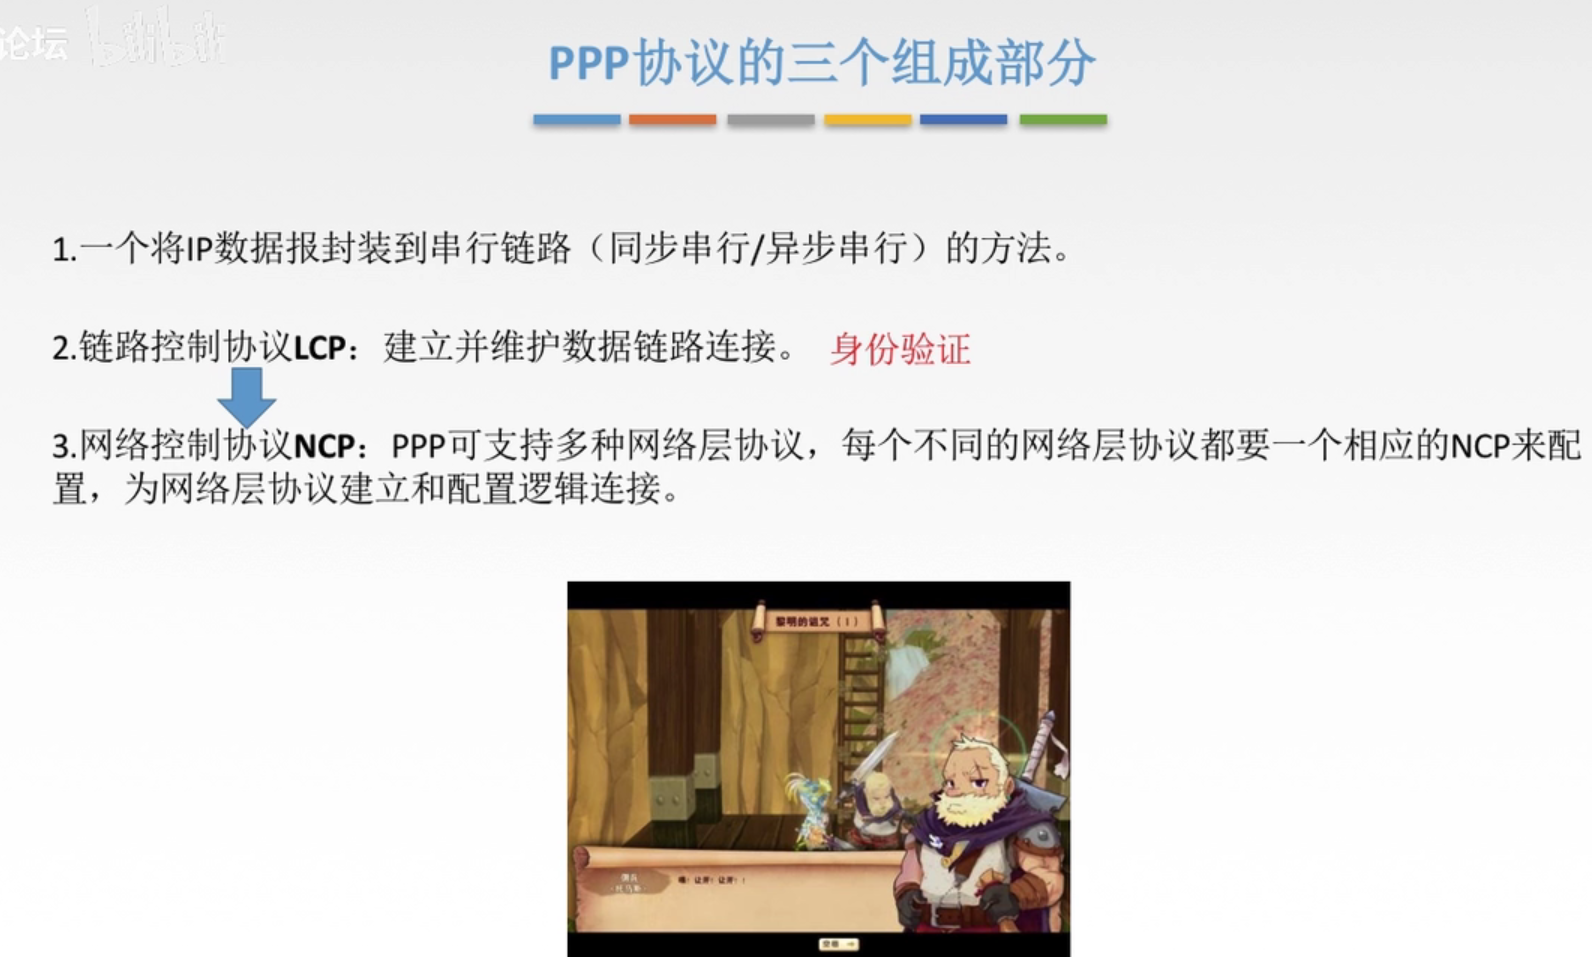 论坛 bilibili
PPP协议的三个组成部分
1.一个将IP数据报封装到串行链路（同步串行/异步串行）的方法。
2.链路控制协议LCP：建立并维护数据链路连接。 身份验证
3.网络控制协议NCP：PPP可支持多种网络层协议，每个不同的网络层协议都要一个相应的NCP来配
置，为网络层协议建立和配置逻辑连接。
黎明的诅咒（1）
嘿！让开！让开！！